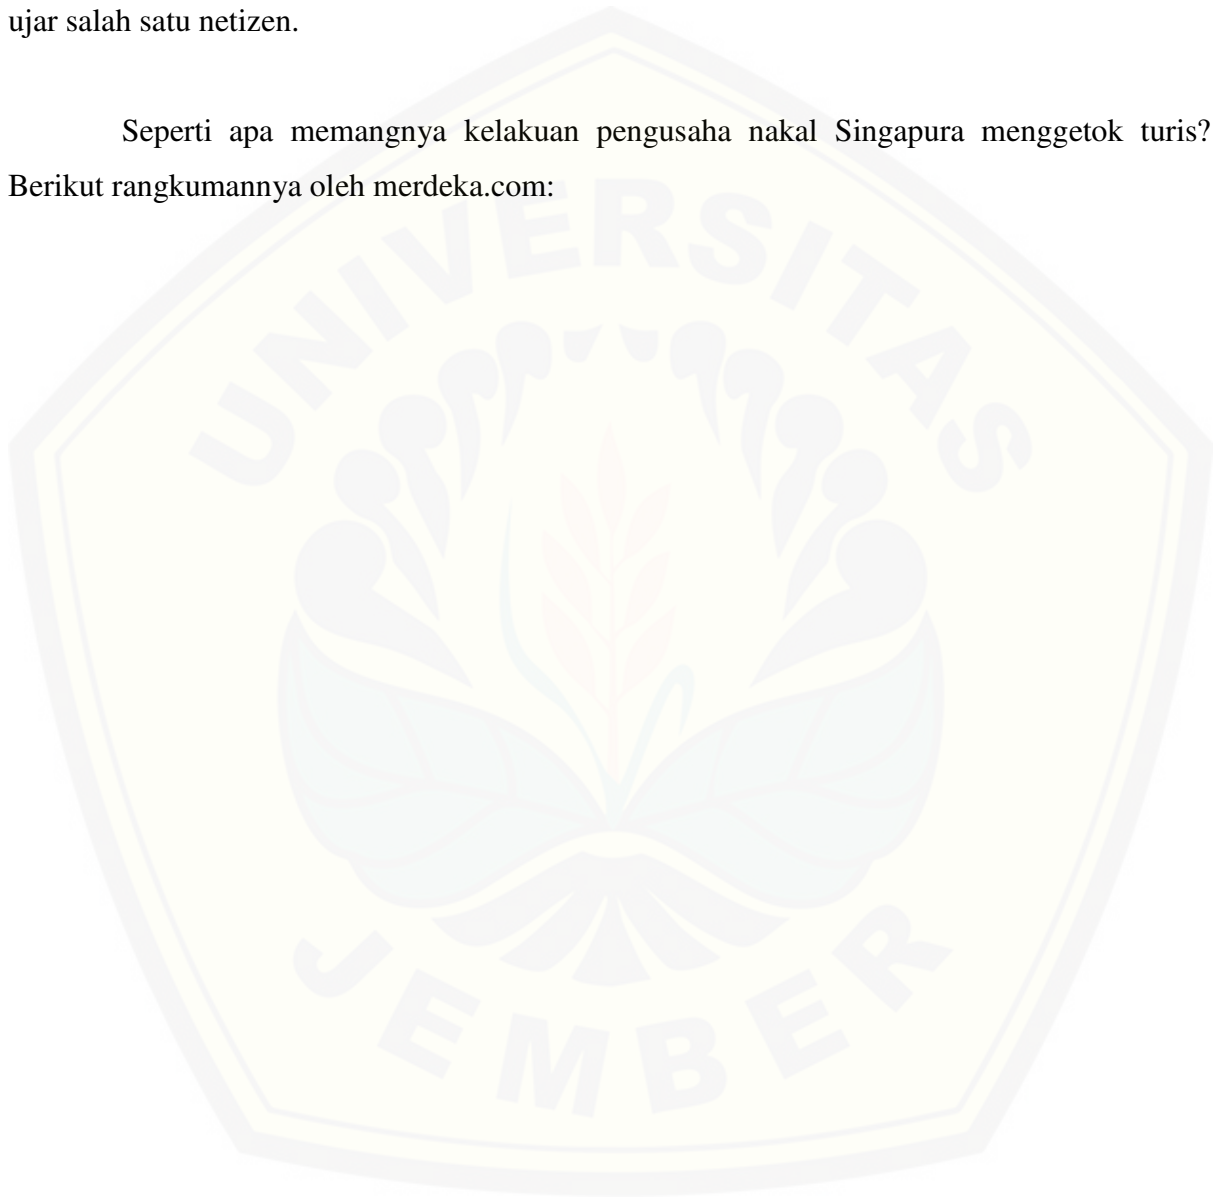 ujar salah satu netizen.
Seperti apa memangnya kelakuan pengusaha nakal Singapura menggetok turis?
Berikut rangkumannya oleh merdeka.com:
UNIVERSITAS
JEMBER